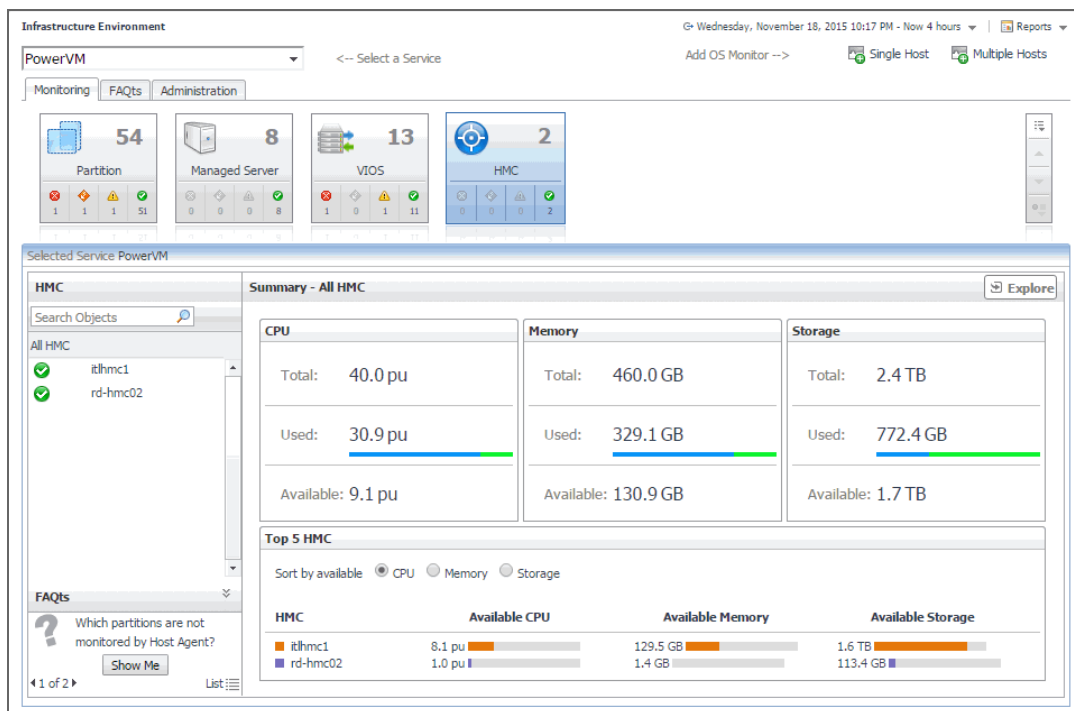 Infrastructure Environment
Wednesday, November 18, 2015 10:17 PM - Now 4 hours
Reports
PowerVM
<-- Select a Service
Add OS Monitor -->
Single Host
Multiple Hosts
Monitoring FAQts Administration
54 8 13 2
Partition Managed Server VIOS HMC
1 1 1 51 0 0 0 8 1 0 1 11 0 0 0 2
Selected Service PowerVM
HMC
Search Objects
All HMC
itlhmc1
rd-hmc02
FAQts
Which partitions are not
monitored by Host Agent?
Show Me
1 of 2
List
Summary - All HMC
Explore
CPU
Total: 40.0 pu
Used: 30.9 pu
Available: 9.1 pu
Memory
Total: 460.0 GB
Used: 329.1 GB
Available: 130.9 GB
Storage
Total: 2.4 TB
Used: 772.4 GB
Available: 1.7 TB
Top 5 HMC
Sort by available CPU Memory Storage
HMC Available CPU Available Memory Available Storage
itlhmc1 8.1 pu 129.5 GB 1.6 TB
rd-hmc02 1.0 pu 1.4 GB 113.4 GB